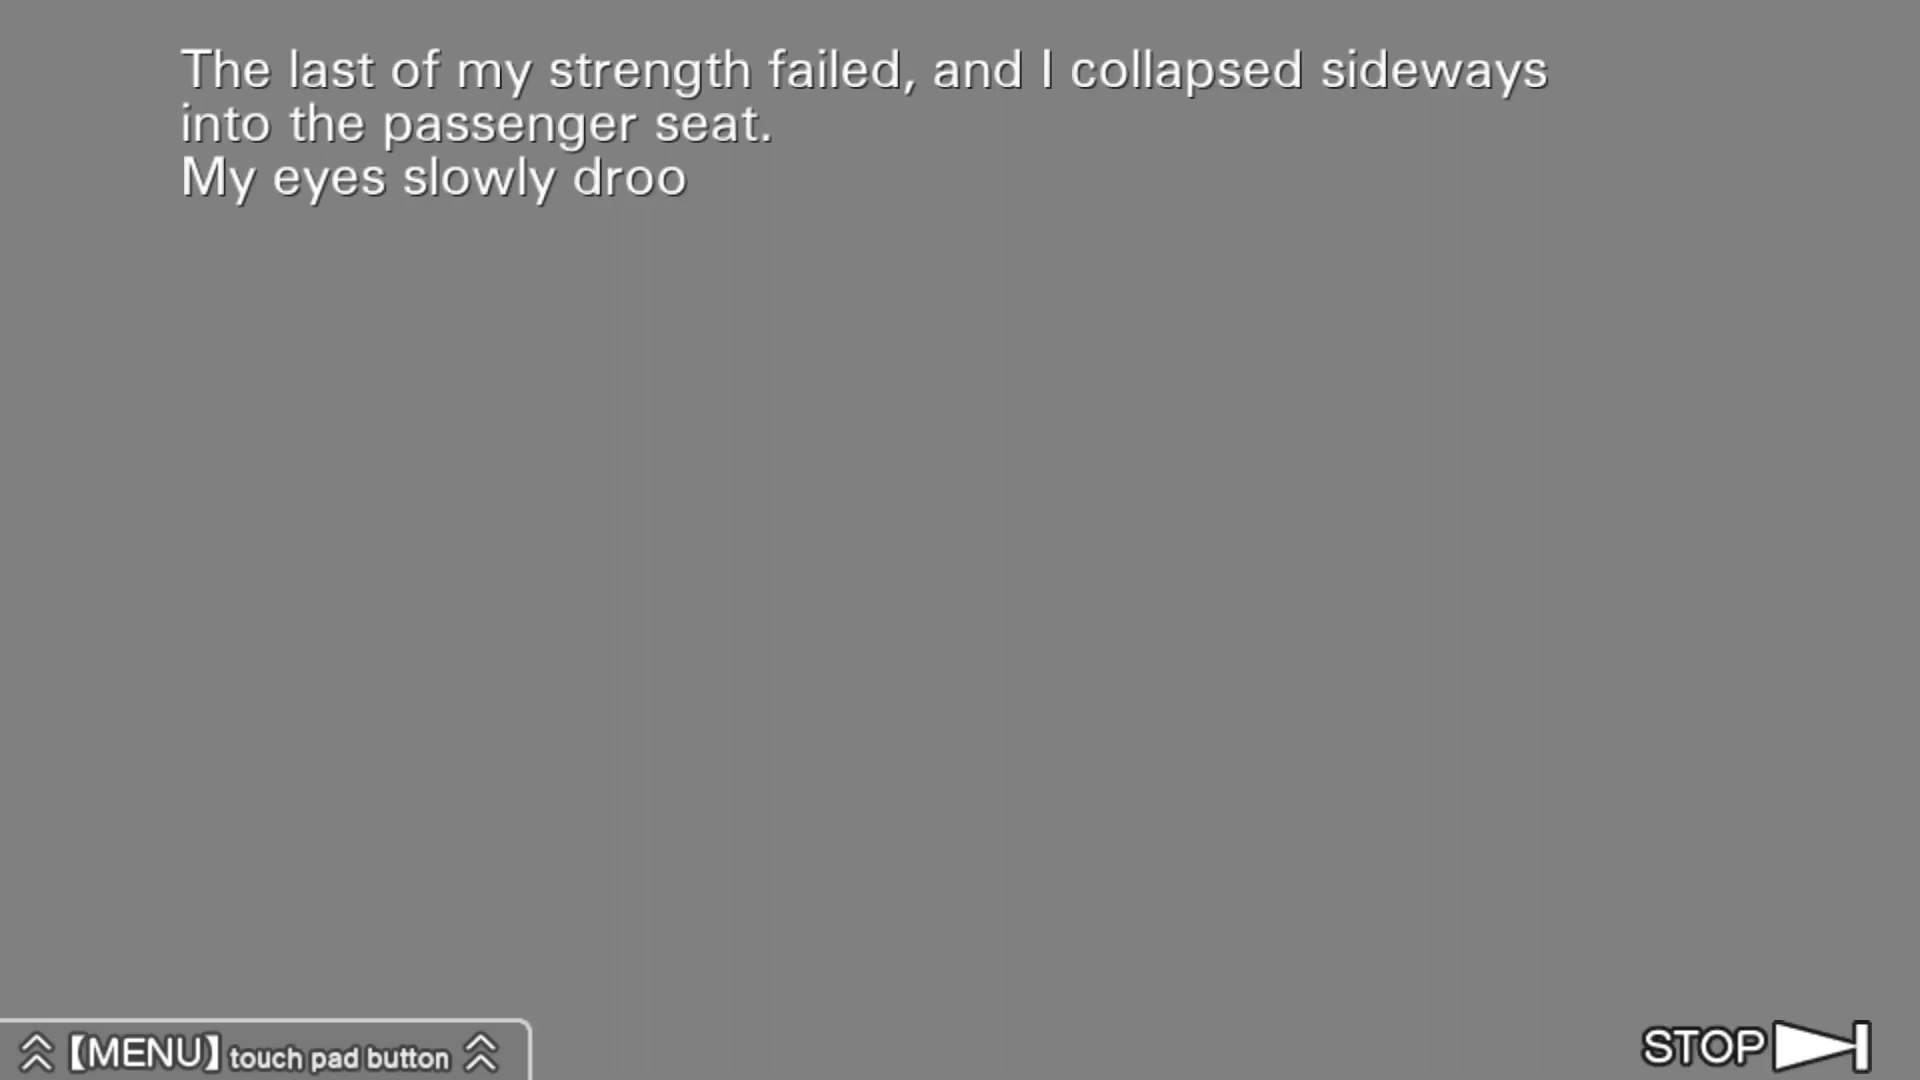 The last of my strength failed, and I collapsed sideways
into the passenger seat.
My eyes slowly droo
【MENU】touch pad button
STOP